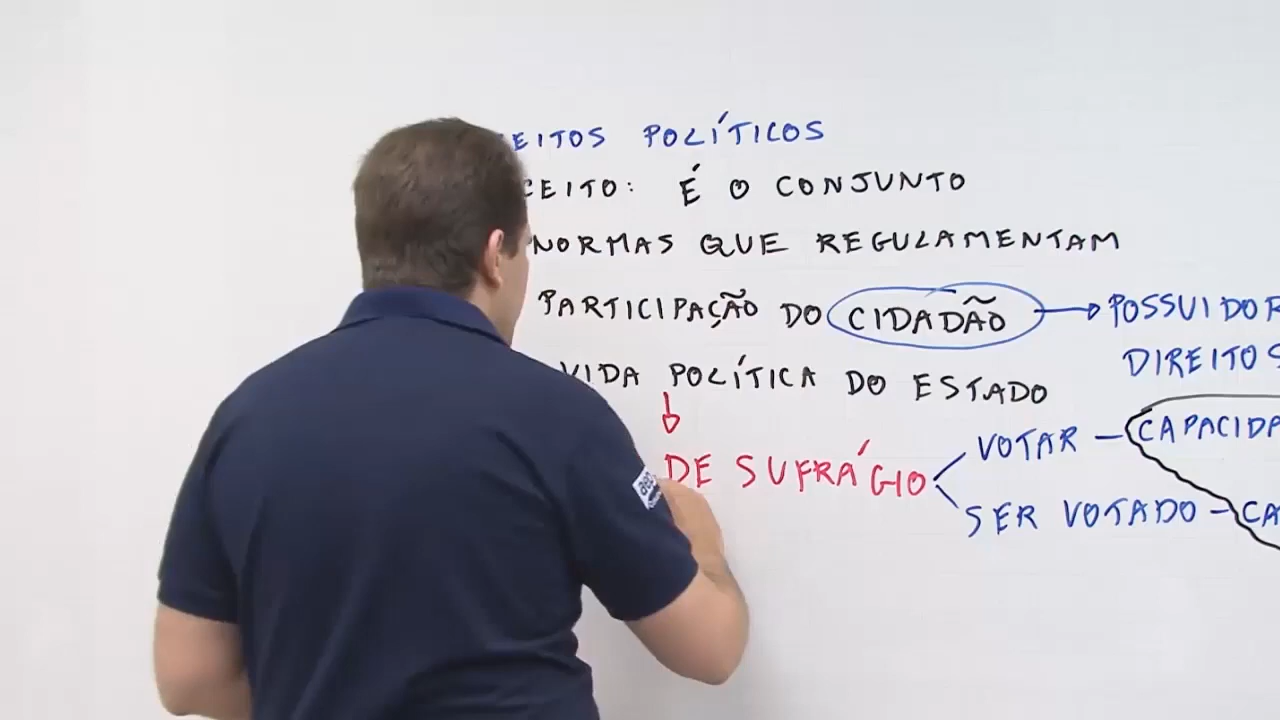 EITOS POLÍTICOS
CEITO: É O CONJUNTO
NORMAS QUE REGULAMENTAM
PARTICIPAÇÃO DO CIDADÃO POSSUIDOR
DIREITOS
VIDA POLÍTICA DO ESTADO
VOTAR - CAPACIDA
DE SUFRÁGIO
SER VOTADO - CA